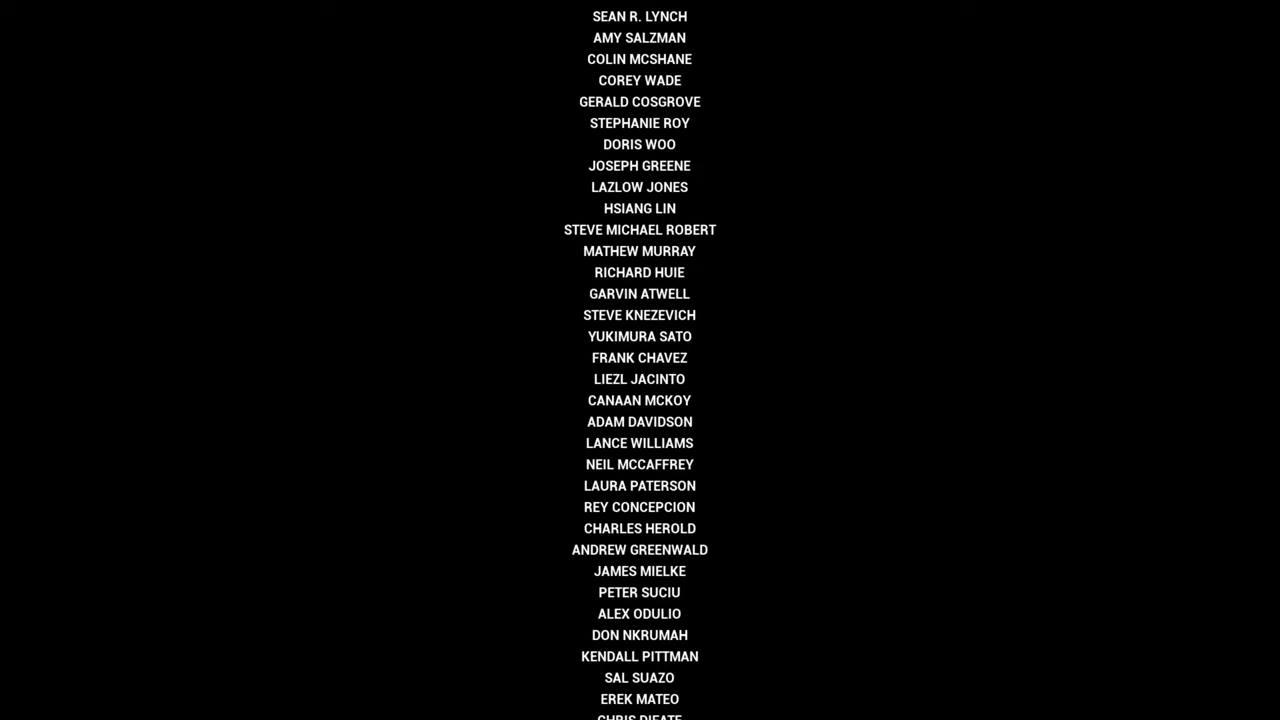 SEAN R. LYNCH
AMY SALZMAN
COLIN MCSHANE
COREY WADE
GERALD COSGROVE
STEPHANIE ROY
DORIS WOO
JOSEPH GREENE
LAZLOW JONES
HSIANG LIN
STEVE MICHAEL ROBERT
MATHEW MURRAY
RICHARD HUIE
GARVIN ATWELL
STEVE KNEZEVICH
YUKIMURA SATO
FRANK CHAVEZ
LIEZL JACINTO
CANAAN MCKOY
ADAM DAVIDSON
LANCE WILLIAMS
NEIL MCCAFFREY
LAURA PATERSON
REY CONCEPCION
CHARLES HEROLD
ANDREW GREENWALD
JAMES MIELKE
PETER SUCIU
ALEX ODULIO
DON NKRUMAH
KENDALL PITTMAN
SAL SUAZO
EREK MATEO
CHRIS